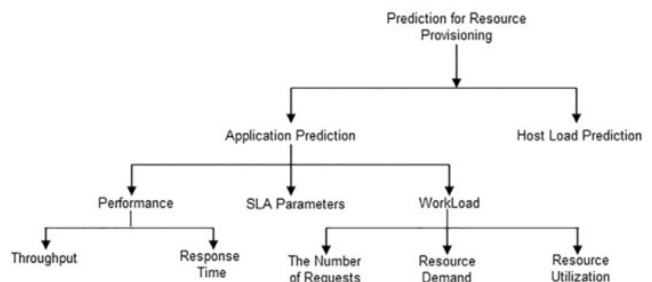 Prediction for Resource
Provisioning
Application Prediction
Host Load Prediction
Performance
SLA Parameters
WorkLoad
Throughput
Response
Time
The Number
of Requests
Resource
Demand
Resource
Utilization